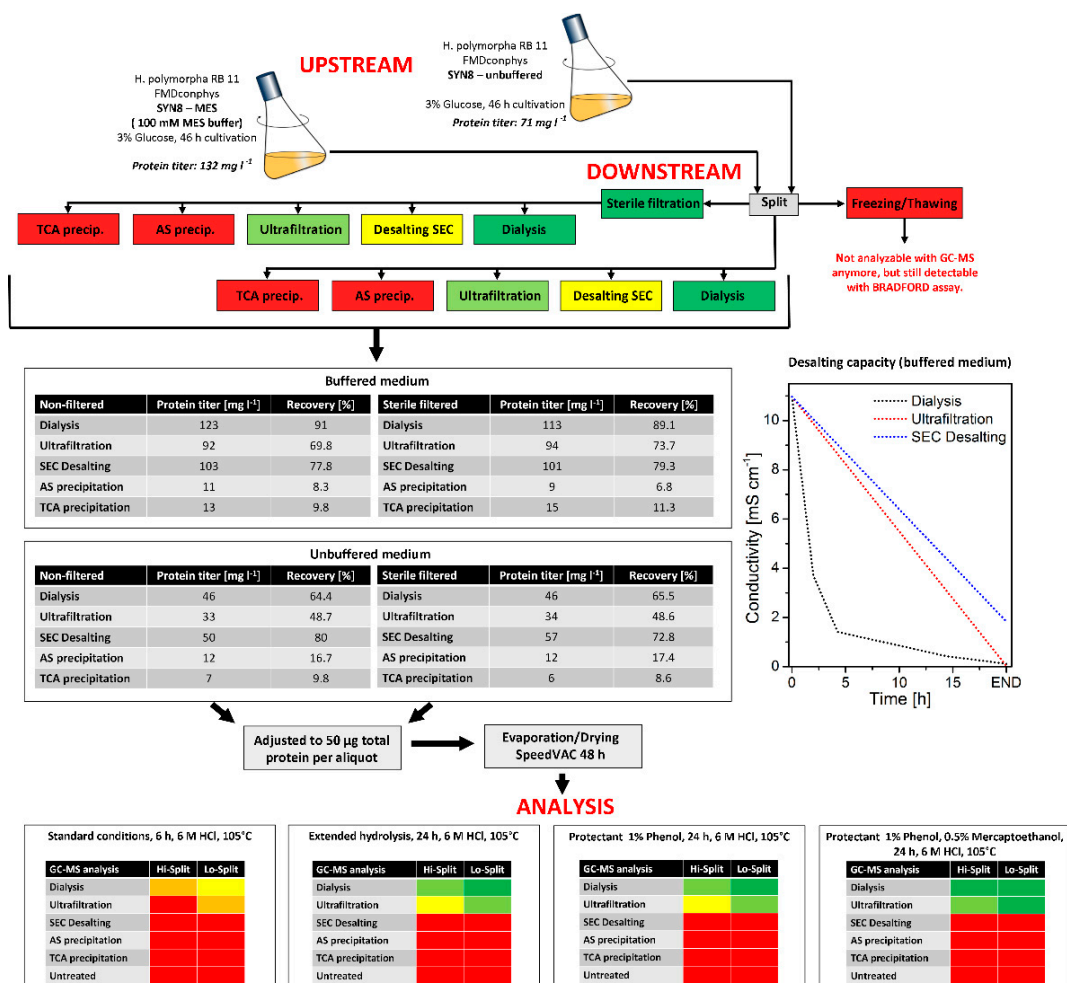 UPSTREAM
H. polymorpha RB 11
FMDconphys
SYN8 – MES
( 100 mM MES buffer)
3% Glucose, 46 h cultivation
Protein titer: 132 mg l -1
H. polymorpha RB 11
FMDconphys
SYN8 – unbuffered
3% Glucose, 46 h cultivation
Protein titer: 71 mg l -1
DOWNSTREAM
Sterile filtration
Split
Freezing/Thawing
TCA precip.
AS precip.
Ultrafiltration
Desalting SEC
Dialysis
Not analyzable with GC-MS
anymore, but still detectable
with BRADFORD assay.
TCA precip.
AS precip.
Ultrafiltration
Desalting SEC
Dialysis
Buffered medium
Non-filtered Protein titer [mg l-1] Recovery [%] Sterile filtered Protein titer [mg l-1] Recovery [%]
Dialysis 123 91 Dialysis 113 89.1
Ultrafiltration 92 69.8 Ultrafiltration 94 73.7
SEC Desalting 103 77.8 SEC Desalting 101 79.3
AS precipitation 11 8.3 AS precipitation 9 6.8
TCA precipitation 13 9.8 TCA precipitation 15 11.3
Unbuffered medium
Non-filtered Protein titer [mg l-1] Recovery [%] Sterile filtered Protein titer [mg l-1] Recovery [%]
Dialysis 46 64.4 Dialysis 46 65.5
Ultrafiltration 33 48.7 Ultrafiltration 34 48.6
SEC Desalting 50 80 SEC Desalting 57 72.8
AS precipitation 12 16.7 AS precipitation 12 17.4
TCA precipitation 7 9.8 TCA precipitation 6 8.6
Desalting capacity (buffered medium)
Dialysis
Ultrafiltration
SEC Desalting
Conductivity [mS cm-1]
10
8
6
4
2
0
0 5 10 15 END
Time [h]
Adjusted to 50 µg total
protein per aliquot
Evaporation/Drying
SpeedVAC 48 h
ANALYSIS
Standard conditions, 6 h, 6 M HCl, 105°C
GC-MS analysis Hi-Split Lo-Split
Dialysis
Ultrafiltration
SEC Desalting
AS precipitation
TCA precipitation
Untreated
Extended hydrolysis, 24 h, 6 M HCl, 105°C
GC-MS analysis Hi-Split Lo-Split
Dialysis
Ultrafiltration
SEC Desalting
AS precipitation
TCA precipitation
Untreated
Protectant 1% Phenol, 24 h, 6 M HCl, 105°C
GC-MS analysis Hi-Split Lo-Split
Dialysis
Ultrafiltration
SEC Desalting
AS precipitation
TCA precipitation
Untreated
Protectant 1% Phenol, 0.5% Mercaptoethanol,
24 h, 6 M HCl, 105°C
GC-MS analysis Hi-Split Lo-Split
Dialysis
Ultrafiltration
SEC Desalting
AS precipitation
TCA precipitation
Untreated